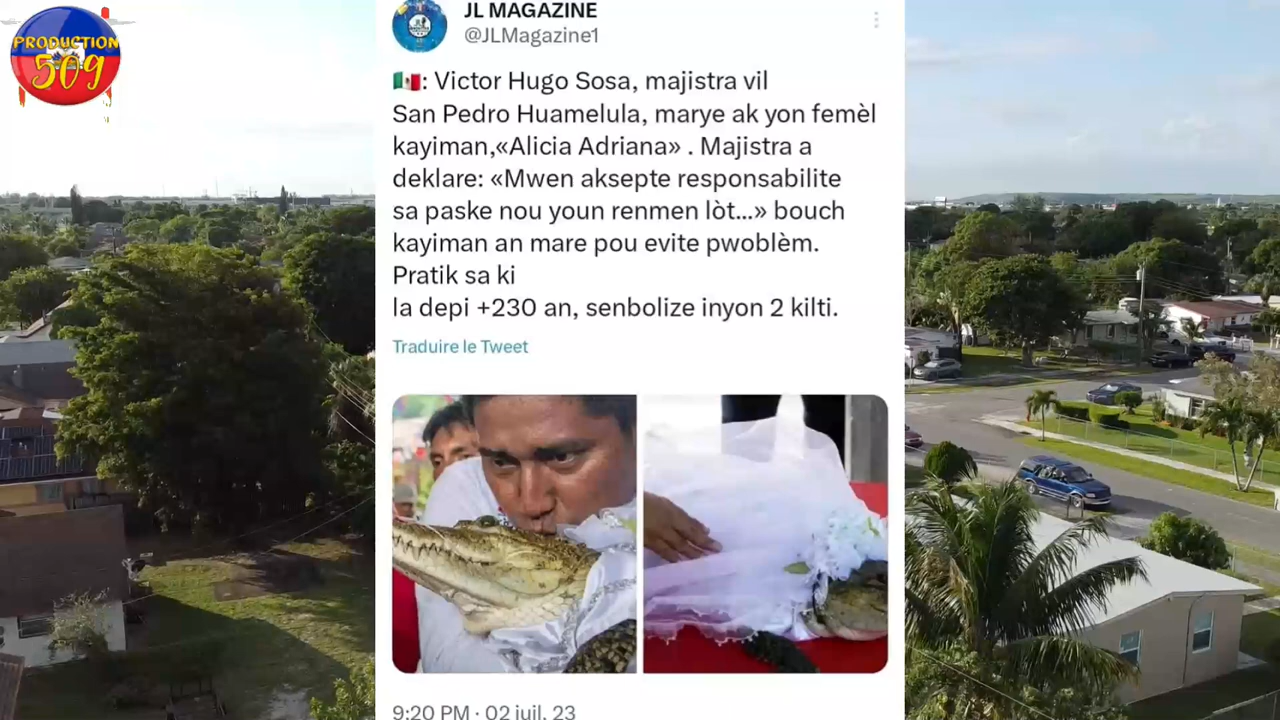 PRODUCTION
509
JL MAGAZINE
@JLMagazine1
🇲🇽: Victor Hugo Sosa, majistra vil
San Pedro Huamelula, marye ak yon femèl
kayiman,«Alicia Adriana» . Majistra a
deklare: «Mwen aksepte responsabilite
sa paske nou youn renmen lòt...» bouch
kayiman an mare pou evite pwoblèm.
Pratik sa ki
la depi +230 an, senbolize inyon 2 kilti.
Traduire le Tweet
9:20 PM · 02 juil. 23